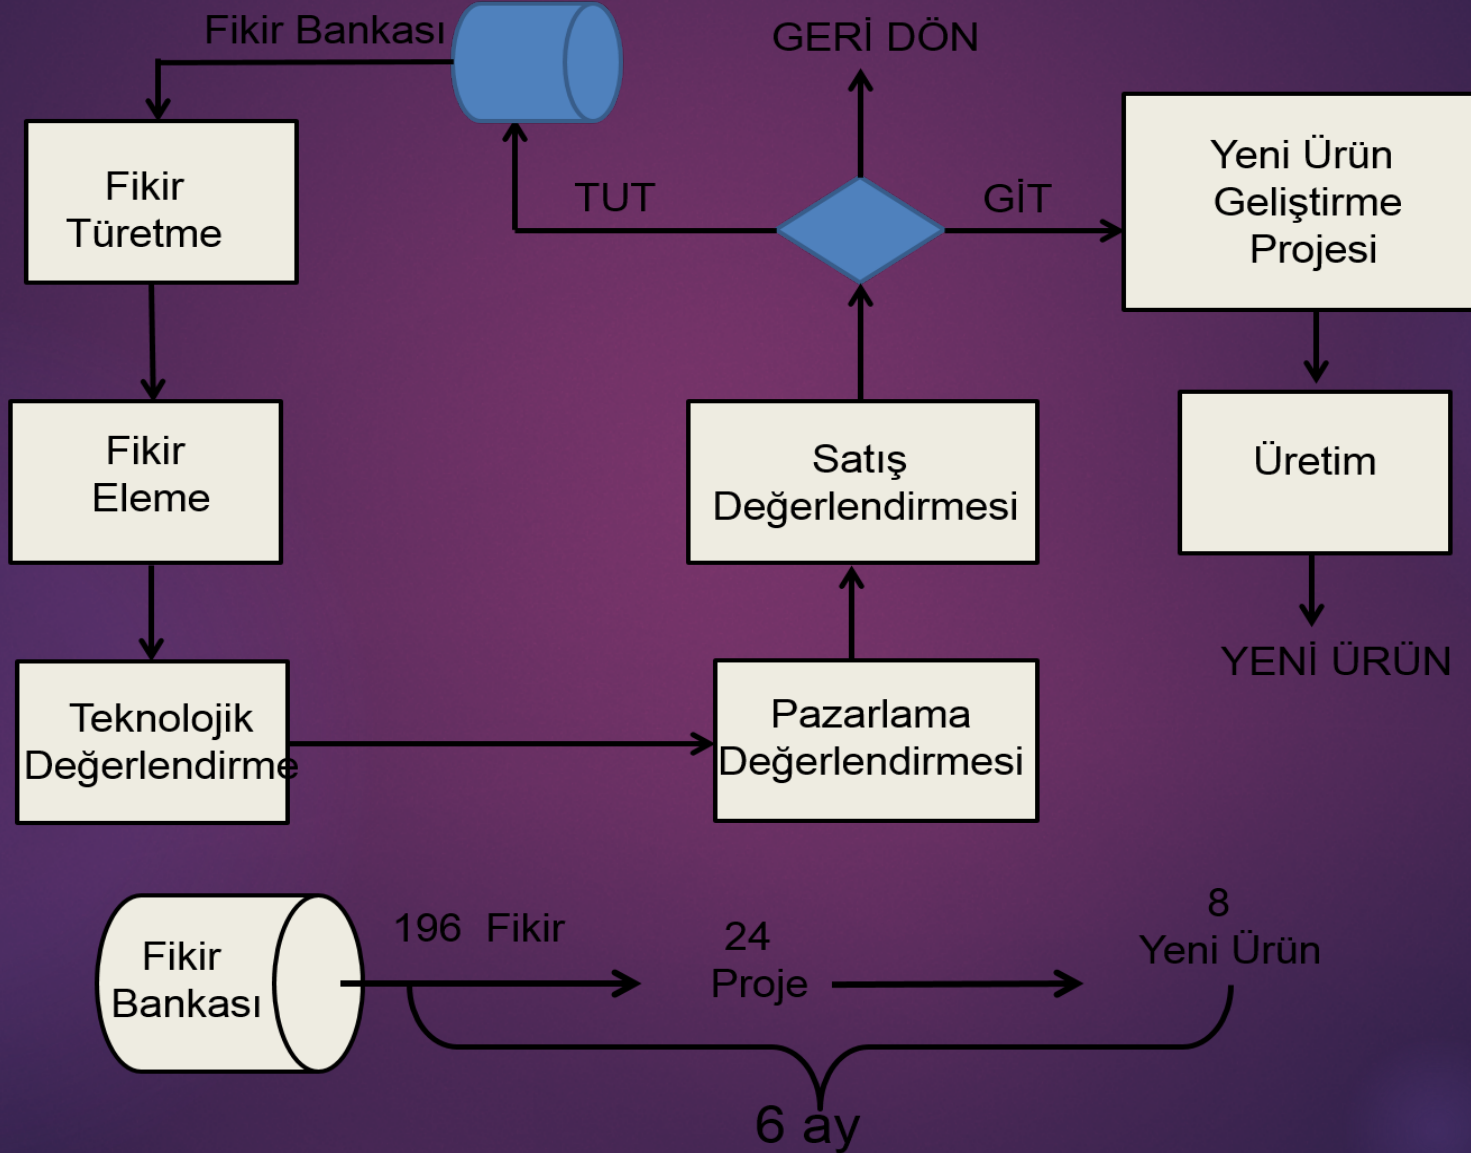 Fikir Bankası
GERİ DÖN
Fikir
Türetme
TUT
GİT
Yeni Ürün
Geliştirme
Projesi
Fikir
Eleme
Satış
Değerlendirmesi
Üretim
Teknolojik
Değerlendirme
Pazarlama
Değerlendirmesi
YENİ ÜRÜN
Fikir
Bankası
196 Fikir
24
Proje
8
Yeni Ürün
6 ay